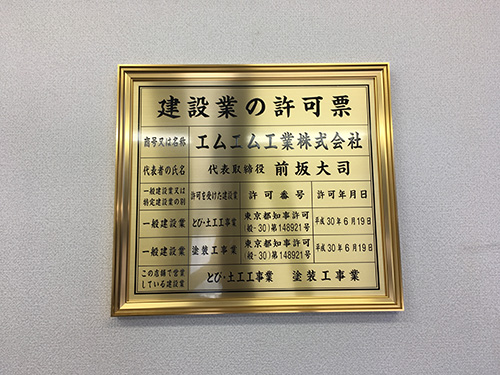 建設業の許可票
商号又は名称 エムエム工業株式会社
代表者の氏名 代表取締役 前坂大司
一般建設業又は特定建設業の別 許可を受けた建設業 許可番号 許可年月日
一般建設業 とび・土工工事業 東京都知事許可(般-30)第148921号 平成30年6月19日
一般建設業 塗装工事業 東京都知事許可(般-30)第148921号 平成30年6月19日
この店舗で営業している建設業 とび・土工工事業 塗装工事業